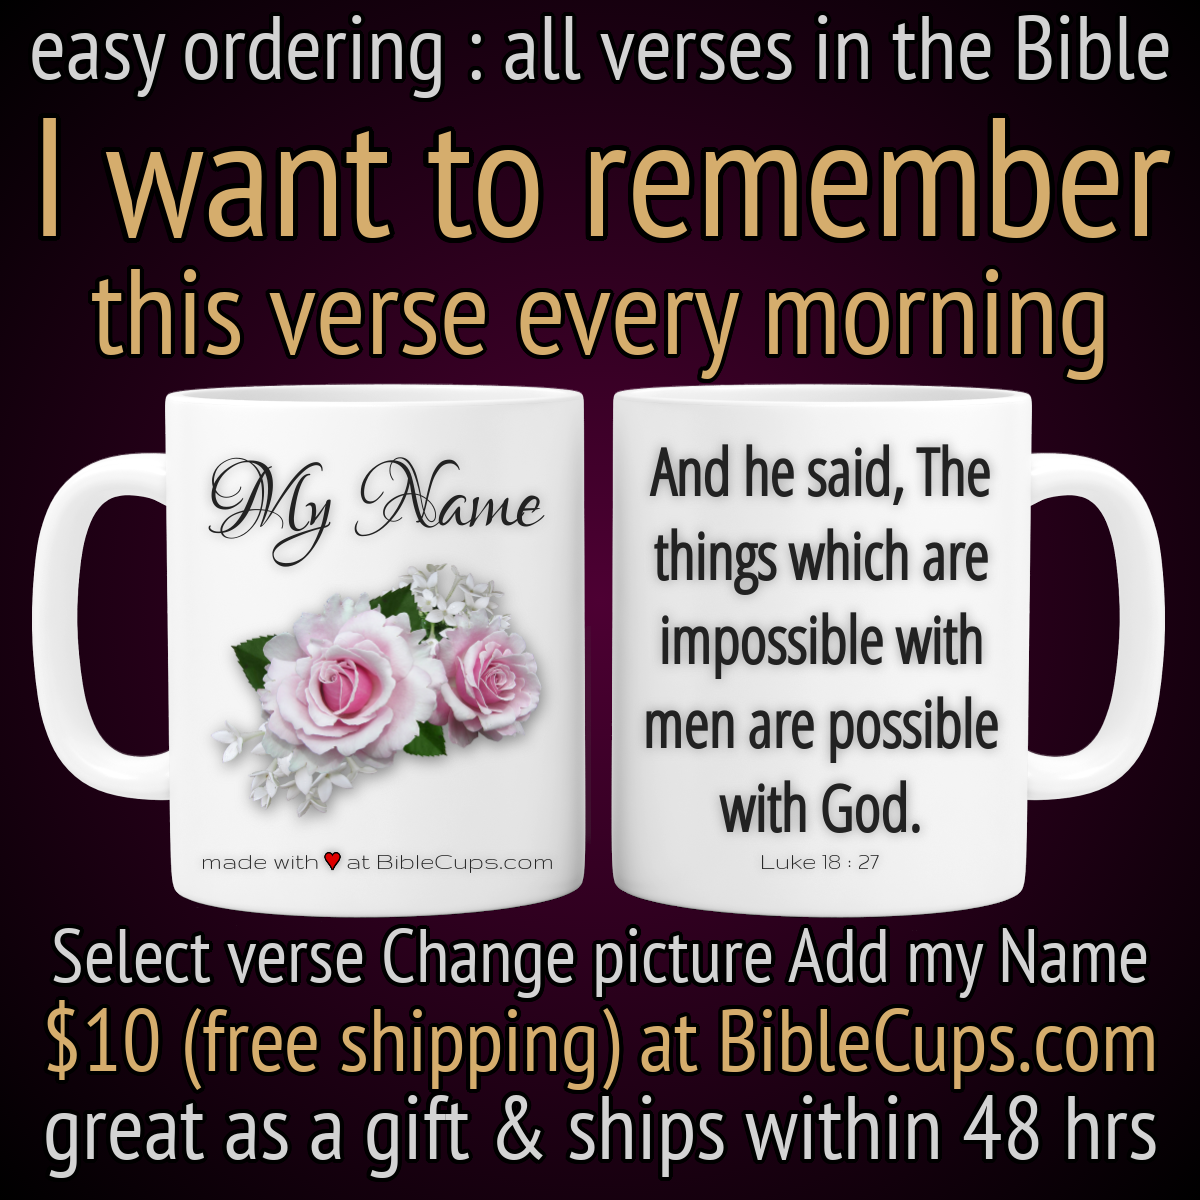 easy ordering : all verses in the Bible
I want to remember
this verse every morning
My Name
made with ♥ at BibleCups.com
And he said, The
things which are
impossible with
men are possible
with God.
Luke 18 : 27
Select verse Change picture Add my Name
$10 (free shipping) at BibleCups.com
great as a gift & ships within 48 hrs